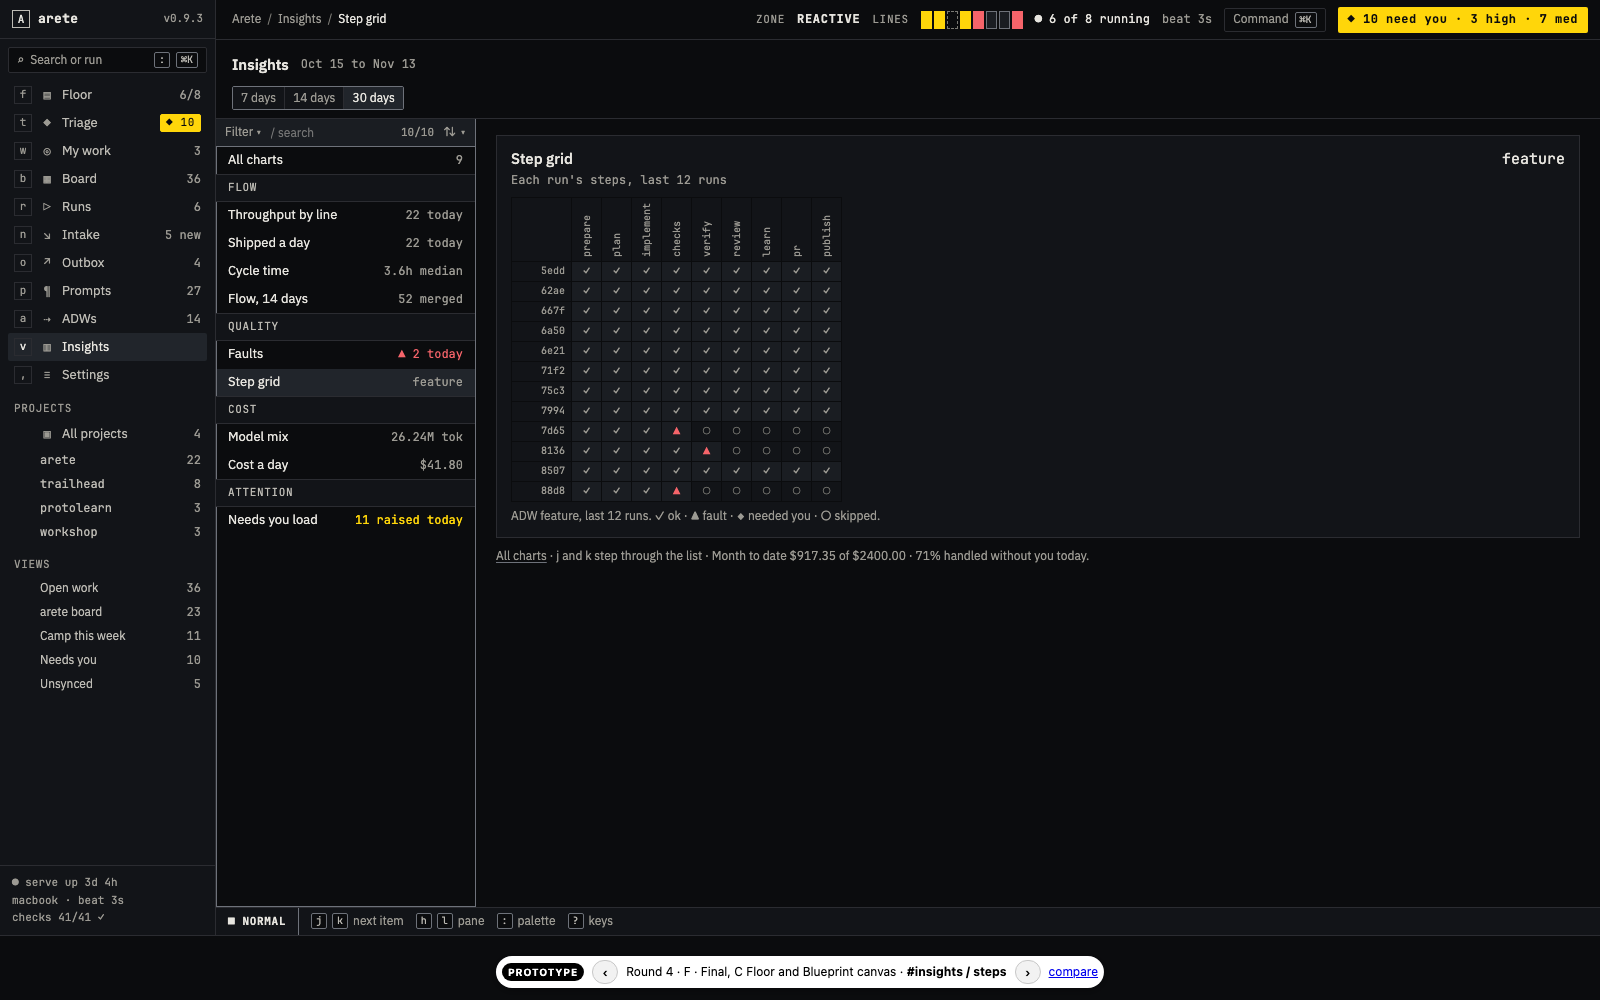 A arete v0.9.3
Search or run : ⌘K
f Floor 6/8
t Triage 10
w My work 3
b Board 36
r Runs 6
n Intake 5 new
o Outbox 4
p Prompts 27
a ADWs 14
v Insights
, Settings
PROJECTS
All projects 4
arete 22
trailhead 8
protolearn 3
workshop 3
VIEWS
Open work 36
arete board 23
Camp this week 11
Needs you 10
Unsynced 5
serve up 3d 4h
macbook · beat 3s
checks 41/41 ✓
Arete / Insights / Step grid
ZONE REACTIVE LINES 6 of 8 running beat 3s Command ⌘K ◆ 10 need you · 3 high · 7 med
Insights Oct 15 to Nov 13
7 days 14 days 30 days
Filter / search 10/10
All charts 9
FLOW
Throughput by line 22 today
Shipped a day 22 today
Cycle time 3.6h median
Flow, 14 days 52 merged
QUALITY
Faults ▲ 2 today
Step grid feature
COST
Model mix 26.24M tok
Cost a day $41.80
ATTENTION
Needs you load 11 raised today
Step grid feature
Each run's steps, last 12 runs
prepare plan implement checks verify review learn pr publish
5edd ✓ ✓ ✓ ✓ ✓ ✓ ✓ ✓ ✓
62ae ✓ ✓ ✓ ✓ ✓ ✓ ✓ ✓ ✓
667f ✓ ✓ ✓ ✓ ✓ ✓ ✓ ✓ ✓
6a50 ✓ ✓ ✓ ✓ ✓ ✓ ✓ ✓ ✓
6e21 ✓ ✓ ✓ ✓ ✓ ✓ ✓ ✓ ✓
71f2 ✓ ✓ ✓ ✓ ✓ ✓ ✓ ✓ ✓
75c3 ✓ ✓ ✓ ✓ ✓ ✓ ✓ ✓ ✓
7994 ✓ ✓ ✓ ✓ ✓ ✓ ✓ ✓ ✓
7d65 ✓ ✓ ✓ ▲ ○ ○ ○ ○ ○
8136 ✓ ✓ ✓ ✓ ▲ ○ ○ ○ ○
8507 ✓ ✓ ✓ ✓ ✓ ✓ ✓ ✓ ✓
88d8 ✓ ✓ ✓ ▲ ○ ○ ○ ○ ○
ADW feature, last 12 runs. ✓ ok · ▲ fault · ◆ needed you · ○ skipped.
All charts · j and k step through the list · Month to date $917.35 of $2400.00 · 71% handled without you today.
■ NORMAL j k next item h l pane : palette ? keys
PROTOTYPE ‹ Round 4 · F · Final, C Floor and Blueprint canvas · #insights / steps › compare